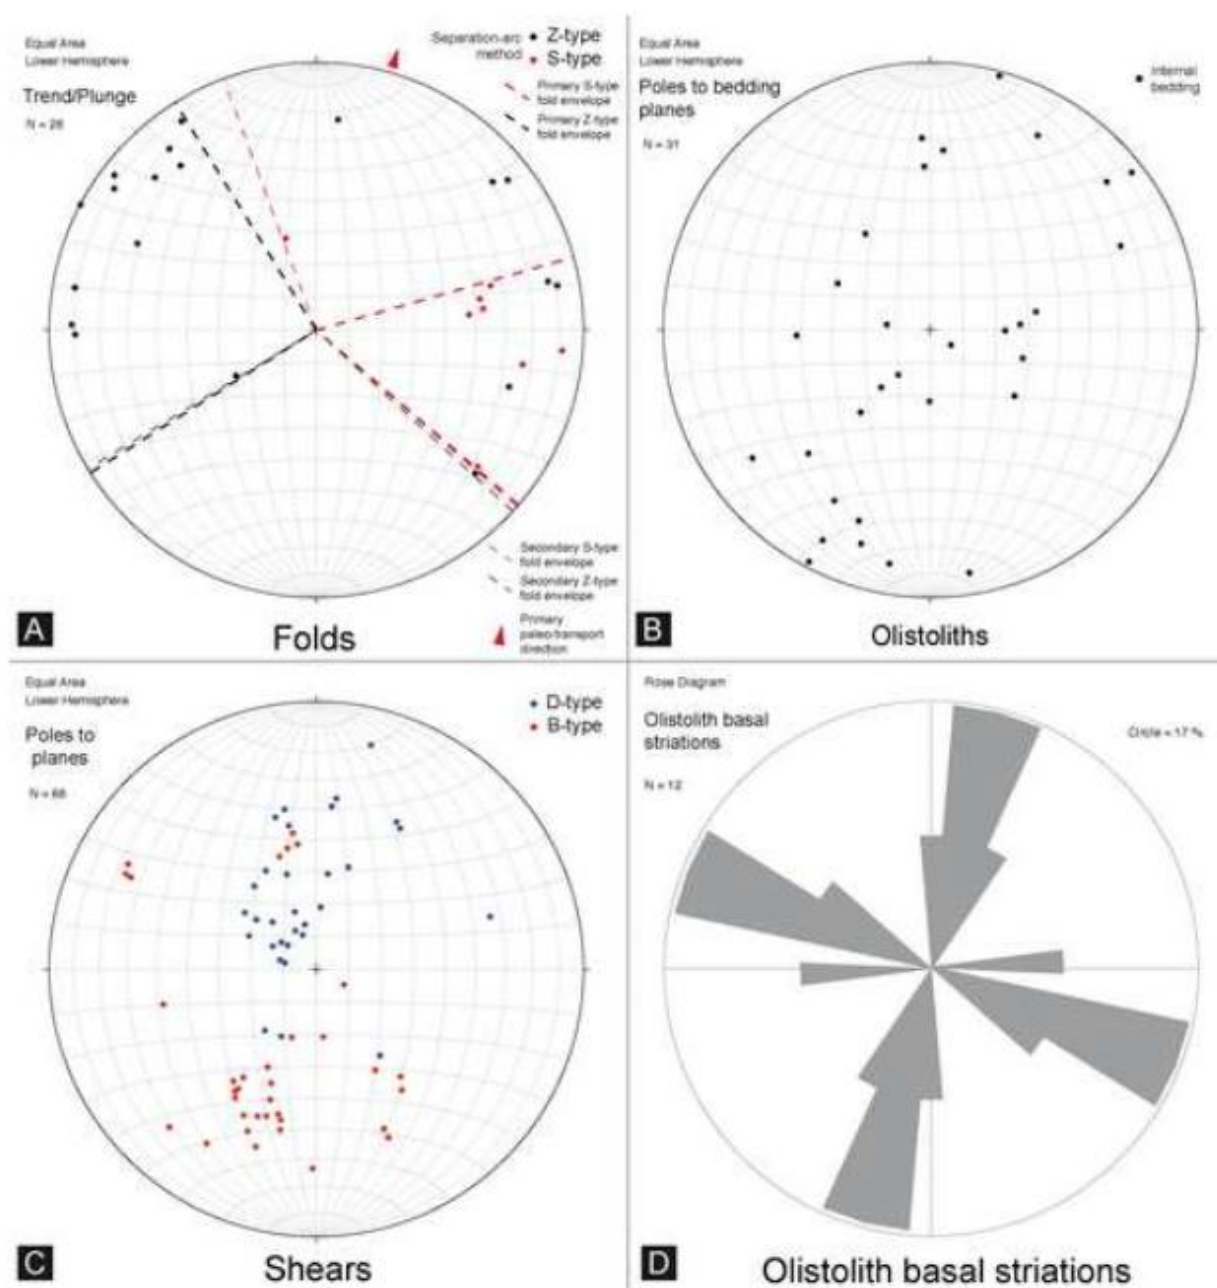 Equal Area
Lower Hemisphere
Trend/Plunge
N = 28
Separation-arc method
Z-type
S-type
Primary S-type
fold envelope
Primary Z-type
fold envelope
Secondary S-type
fold envelope
Secondary Z-type
fold envelope
Primary
paleo/transport
direction
A
Folds
Equal Area
Lower Hemisphere
Poles to bedding
planes
N = 31
Internal
bedding
B
Olistoliths
Equal Area
Lower Hemisphere
Poles to
planes
D-type
B-type
C
Shears
Rose Diagram
Olistolith basal
striations
N = 12
Circle = 17 %
D
Olistolith basal striations